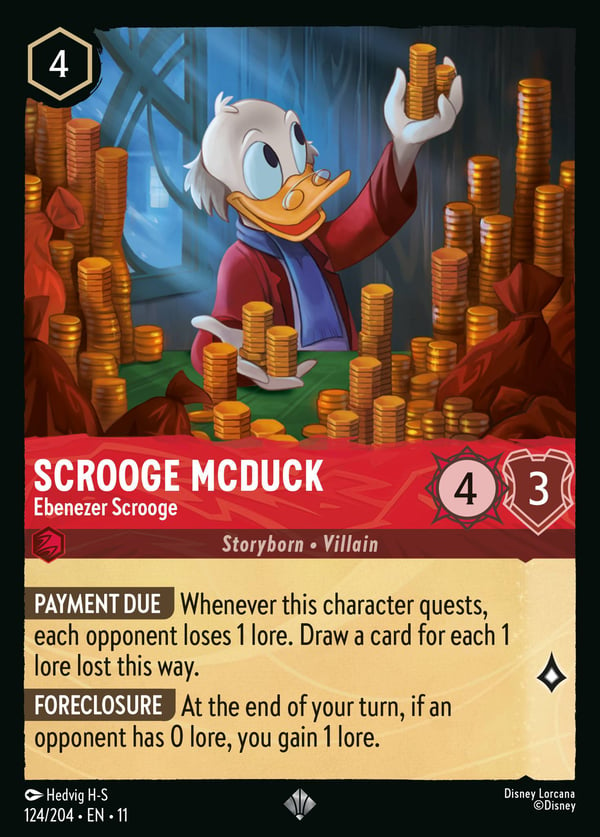 4
SCROOGE MCDUCK
Ebenezer Scrooge
4
3
Storyborn • Villain
PAYMENT DUE Whenever this character quests,
each opponent loses 1 lore. Draw a card for each 1
lore lost this way.
FORECLOSURE At the end of your turn, if an
opponent has 0 lore, you gain 1 lore.
Hedvig H-S
124/204 • EN • 11
Disney Lorcana
©Disney